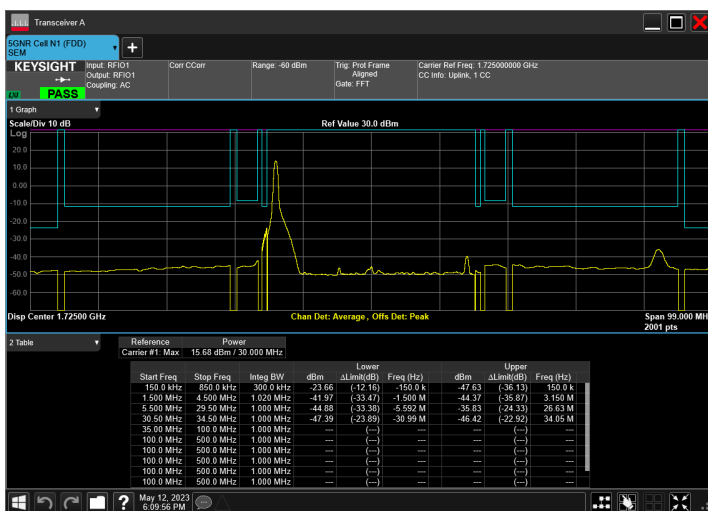 Transceiver A
5GNR Cell N1 (FDD)
SEM
KEYSIGHT
LXI
PASS
Input: RFIO1
Output: RFIO1
Coupling: AC
Corr CCorr
Range: -60 dBm
Trig: Prot Frame
Aligned
Gate: FFT
Carrier Ref Freq: 1.725000000 GHz
CC Info: Uplink, 1 CC
1 Graph
Scale/Div 10 dB
Ref Value 30.0 dBm
Log
20.0
10.0
0.00
-10.0
-20.0
-30.0
-40.0
-50.0
-60.0
Disp Center 1.72500 GHz
Chan Det: Average, Offs Det: Peak
Span 99.000 MH
2001 pts
2 Table
Reference Power
Carrier #1: Max 15.68 dBm / 30.000 MHz
Lower Upper
Start Freq Stop Freq Integ BW dBm ΔLimit(dB) Freq (Hz) dBm ΔLimit(dB) Freq (Hz)
150.0 kHz 850.0 kHz 300.0 kHz -23.66 (-12.16) -150.0 k -47.63 (-36.13) 150.0 k
1.500 MHz 4.500 MHz 1.020 MHz -41.97 (-33.47) -1.500 M -44.37 (-35.87) 3.150 M
5.500 MHz 29.50 MHz 1.000 MHz -44.88 (-33.38) -5.592 M -35.83 (-24.33) 26.63 M
30.50 MHz 34.50 MHz 1.000 MHz -47.39 (-23.89) -30.99 M -46.42 (-22.92) 34.05 M
35.00 MHz 100.0 MHz 1.000 MHz --- (---) --- --- (---) ---
100.0 MHz 500.0 MHz 1.000 MHz --- (---) --- --- (---) ---
100.0 MHz 500.0 MHz 1.000 MHz --- (---) --- --- (---) ---
100.0 MHz 500.0 MHz 1.000 MHz --- (---) --- --- (---) ---
100.0 MHz 500.0 MHz 1.000 MHz --- (---) --- --- (---) ---
100.0 MHz 500.0 MHz 1.000 MHz --- (---) --- --- (---) ---
May 12, 2023
6:09:56 PM